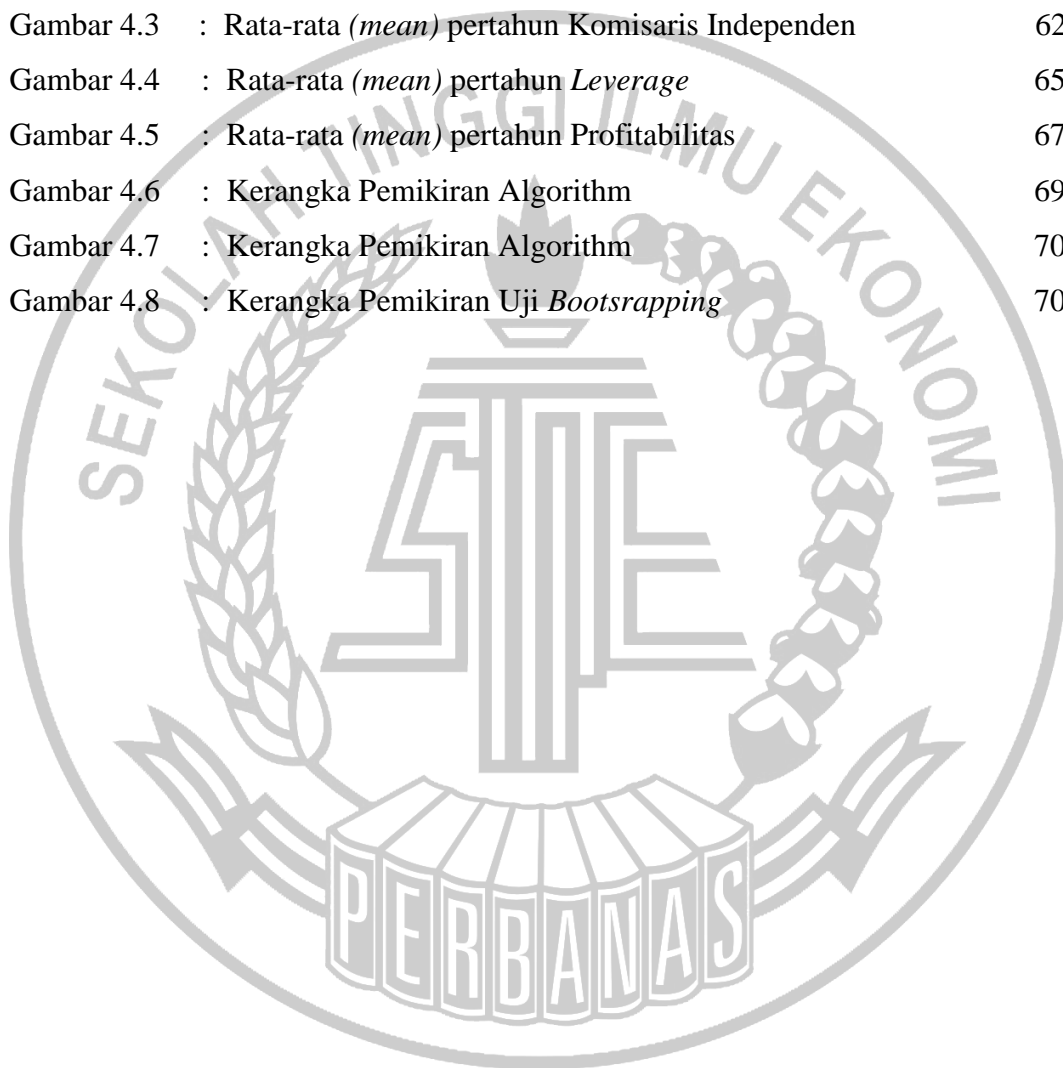 Gambar 4.3 : Rata-rata (mean) pertahun Komisaris Independen 62
Gambar 4.4 : Rata-rata (mean) pertahun Leverage 65
Gambar 4.5 : Rata-rata (mean) pertahun Profitabilitas 67
Gambar 4.6 : Kerangka Pemikiran Algorithm 69
Gambar 4.7 : Kerangka Pemikiran Algorithm 70
Gambar 4.8 : Kerangka Pemikiran Uji Bootsrapping 70
SEKOLAH TINGGI ILMU EKONOMI
STIE
PERBANAS